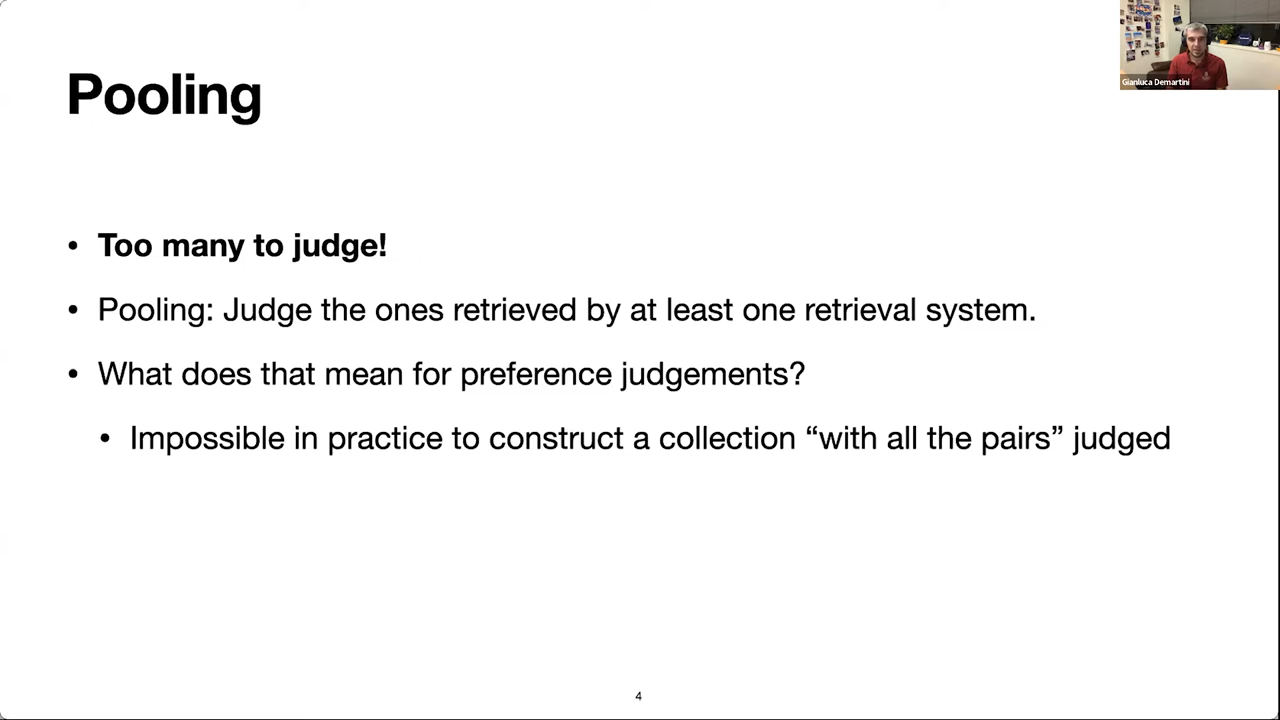 Pooling
Gianluca Demartini
• Too many to judge!
• Pooling: Judge the ones retrieved by at least one retrieval system.
• What does that mean for preference judgements?
• Impossible in practice to construct a collection “with all the pairs” judged
4